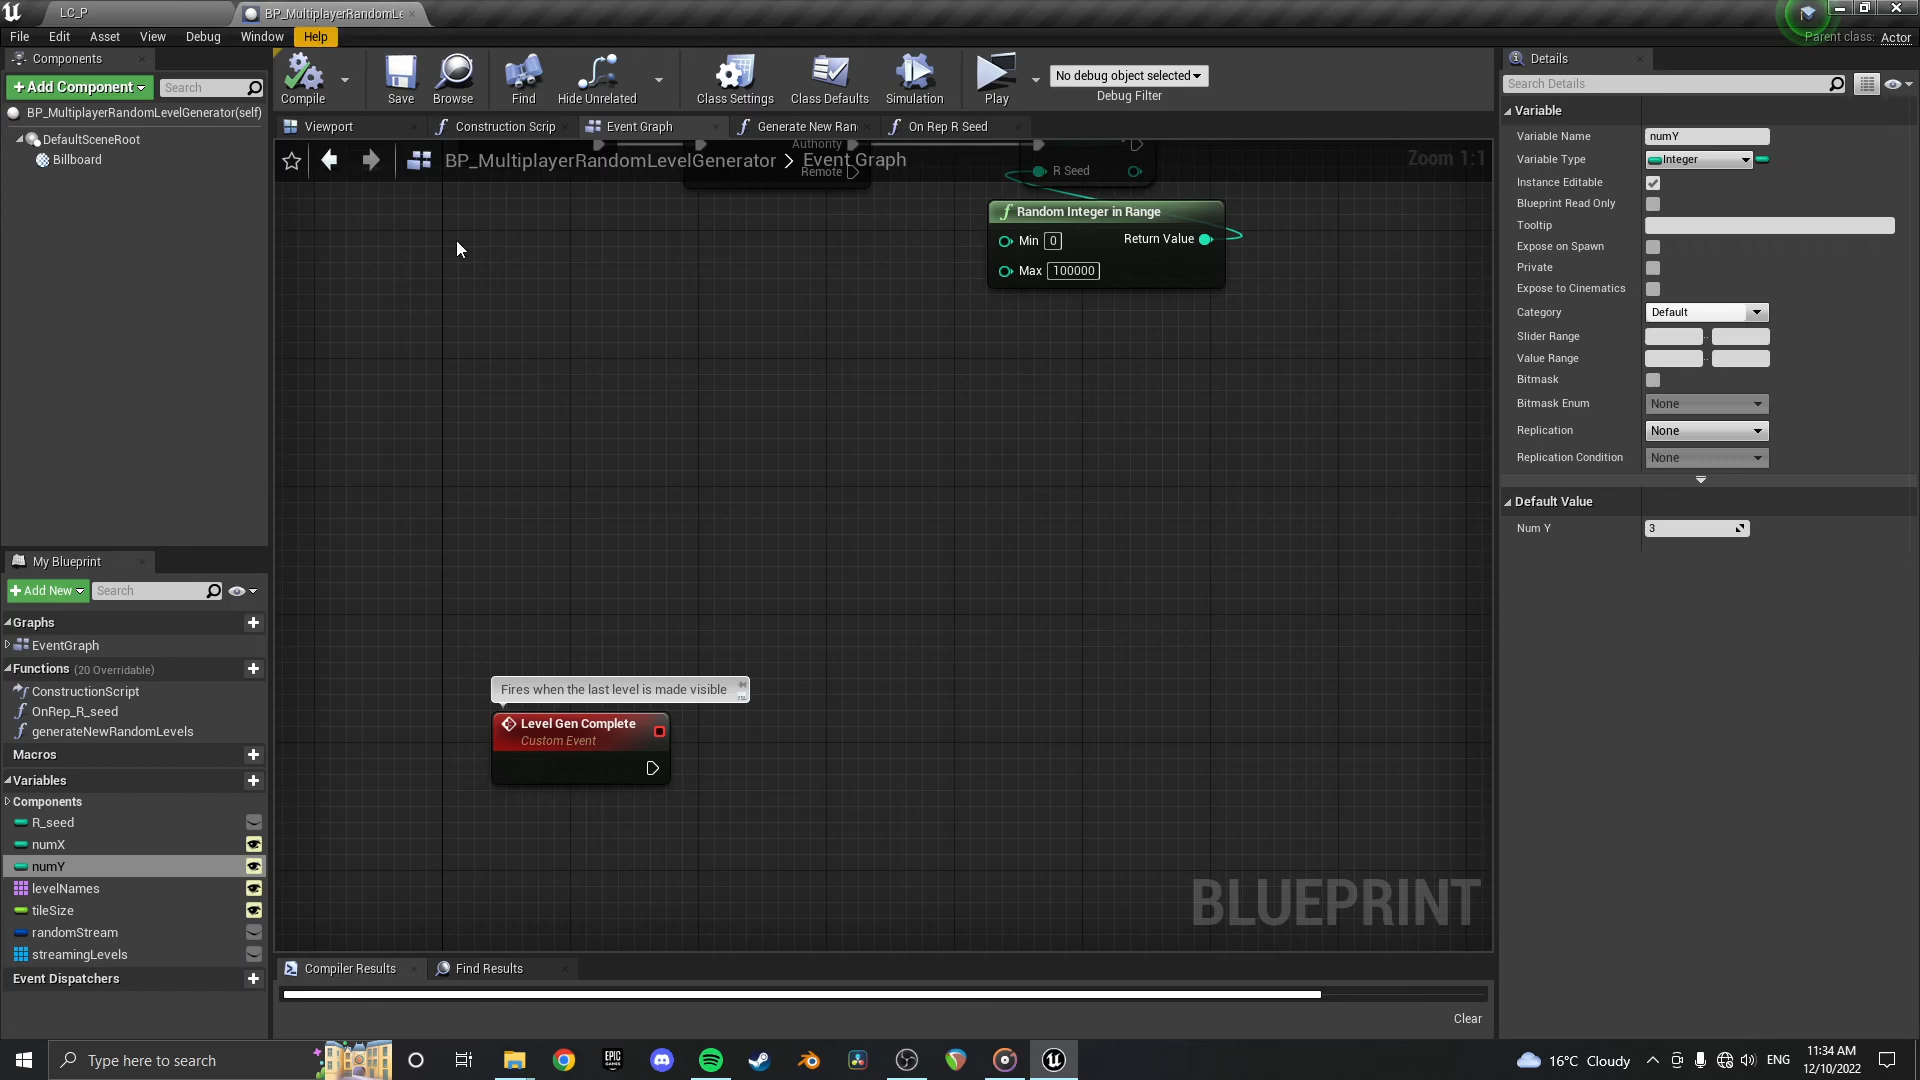 LC_P
BP_MultiplayerRandomLe
File Edit Asset View Debug Window Help
Parent class: Actor
Components
+Add Component
Search
BP_MultiplayerRandomLevelGenerator(self)
DefaultSceneRoot
Billboard
Compile
Save
Browse
Find
Hide Unrelated
Class Settings
Class Defaults
Simulation
Play
No debug object selected
Debug Filter
Viewport
Construction Scrip
Event Graph
Generate New Ran
On Rep R Seed
BP_MultiplayerRandomLevelGenerator > Event Graph
Zoom 1:1
Authority
Remote
R Seed
Random Integer in Range
Min 0
Return Value
Max 100000
Fires when the last level is made visible
Level Gen Complete
Custom Event
BLUEPRINT
My Blueprint
+ Add New
Search
Graphs
EventGraph
Functions (20 Overridable)
ConstructionScript
OnRep_R_seed
generateNewRandomLevels
Macros
Variables
Components
R_seed
numX
numY
levelNames
tileSize
randomStream
streamingLevels
Event Dispatchers
Compiler Results
Find Results
Clear
Details
Search Details
Variable
Variable Name numY
Variable Type Integer
Instance Editable
Blueprint Read Only
Tooltip
Expose on Spawn
Private
Expose to Cinematics
Category Default
Slider Range
Value Range
Bitmask
Bitmask Enum None
Replication None
Replication Condition None
Default Value
Num Y 3
Type here to search
EPIC GAMES
16°C Cloudy
ENG
11:34 AM
12/10/2022